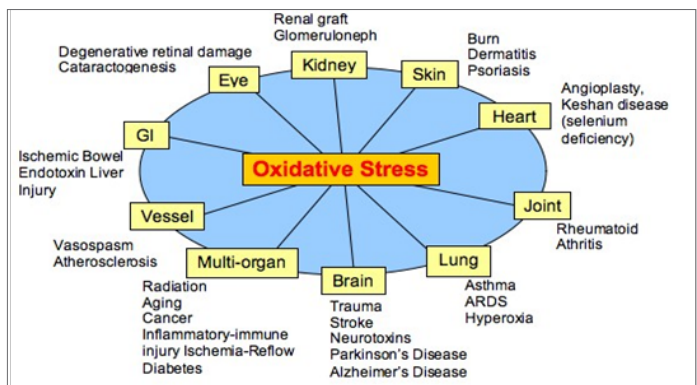 Renal graft
Glomeruloneph
Kidney
Burn
Dermatitis
Psoriasis
Skin
Degenerative retinal damage
Cataractogenesis
Eye
Angioplasty,
Keshan disease
(selenium
deficiency)
Heart
GI
Ischemic Bowel
Endotoxin Liver
Injury
Oxidative Stress
Joint
Rheumatoid
Athritis
Vessel
Vasospasm
Atherosclerosis
Multi-organ
Radiation
Aging
Cancer
Inflammatory-immune
injury Ischemia-Reflow
Diabetes
Brain
Trauma
Stroke
Neurotoxins
Parkinson's Disease
Alzheimer's Disease
Lung
Asthma
ARDS
Hyperoxia